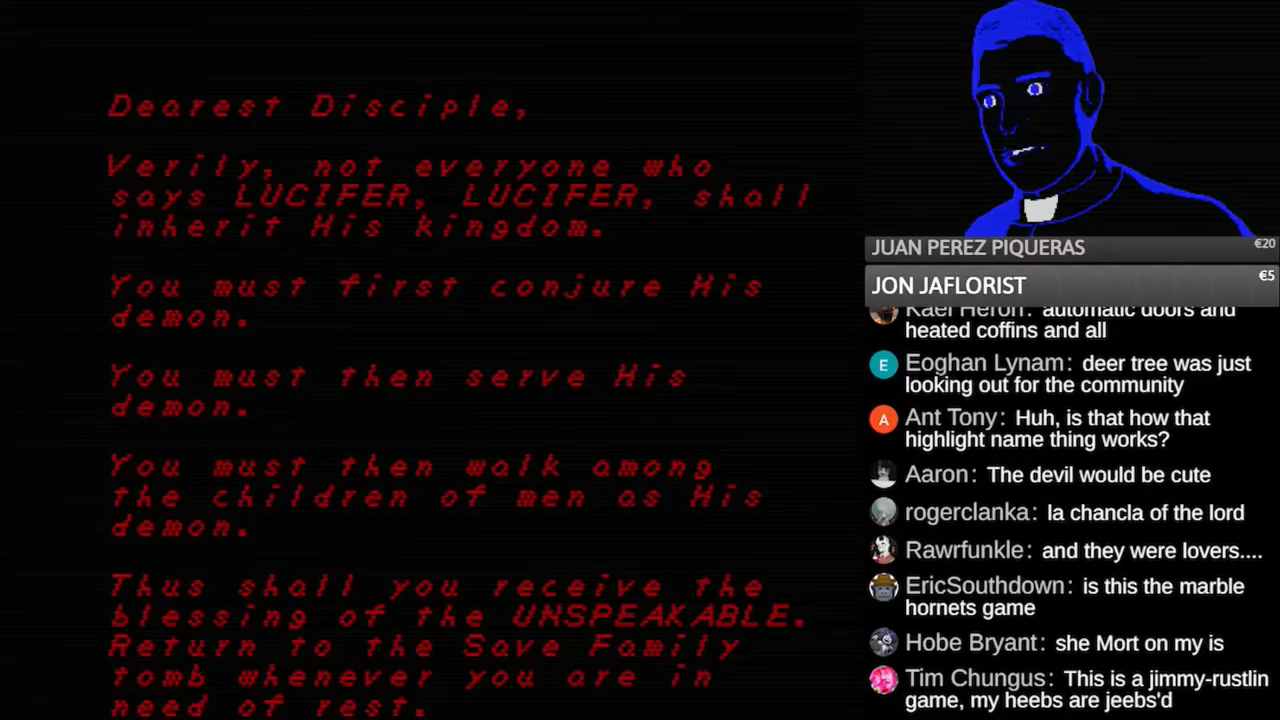 Dearest Disciple,
Verily, not everyone who
says LUCIFER, LUCIFER, shall
inherit His kingdom.
You must first conjure His
demon.
You must then serve His
demon.
You must then walk among
the children of men as His
demon.
Thus shall you receive the
blessing of the UNSPEAKABLE.
Return to the Save Family
tomb whenever you are in
need of rest.
JUAN PEREZ PIQUERAS €20
JON JAFLORIST €5
Kael Heron: automatic doors and
heated coffins and all
E Eoghan Lynam: deer tree was just
looking out for the community
A Ant Tony: Huh, is that how that
highlight name thing works?
Aaron: The devil would be cute
rogerclanka: la chancla of the lord
Rawrfunkle: and they were lovers....
EricSouthdown: is this the marble
hornets game
Hobe Bryant: she Mort on my is
Tim Chungus: This is a jimmy-rustlin
game, my heebs are jeebs'd